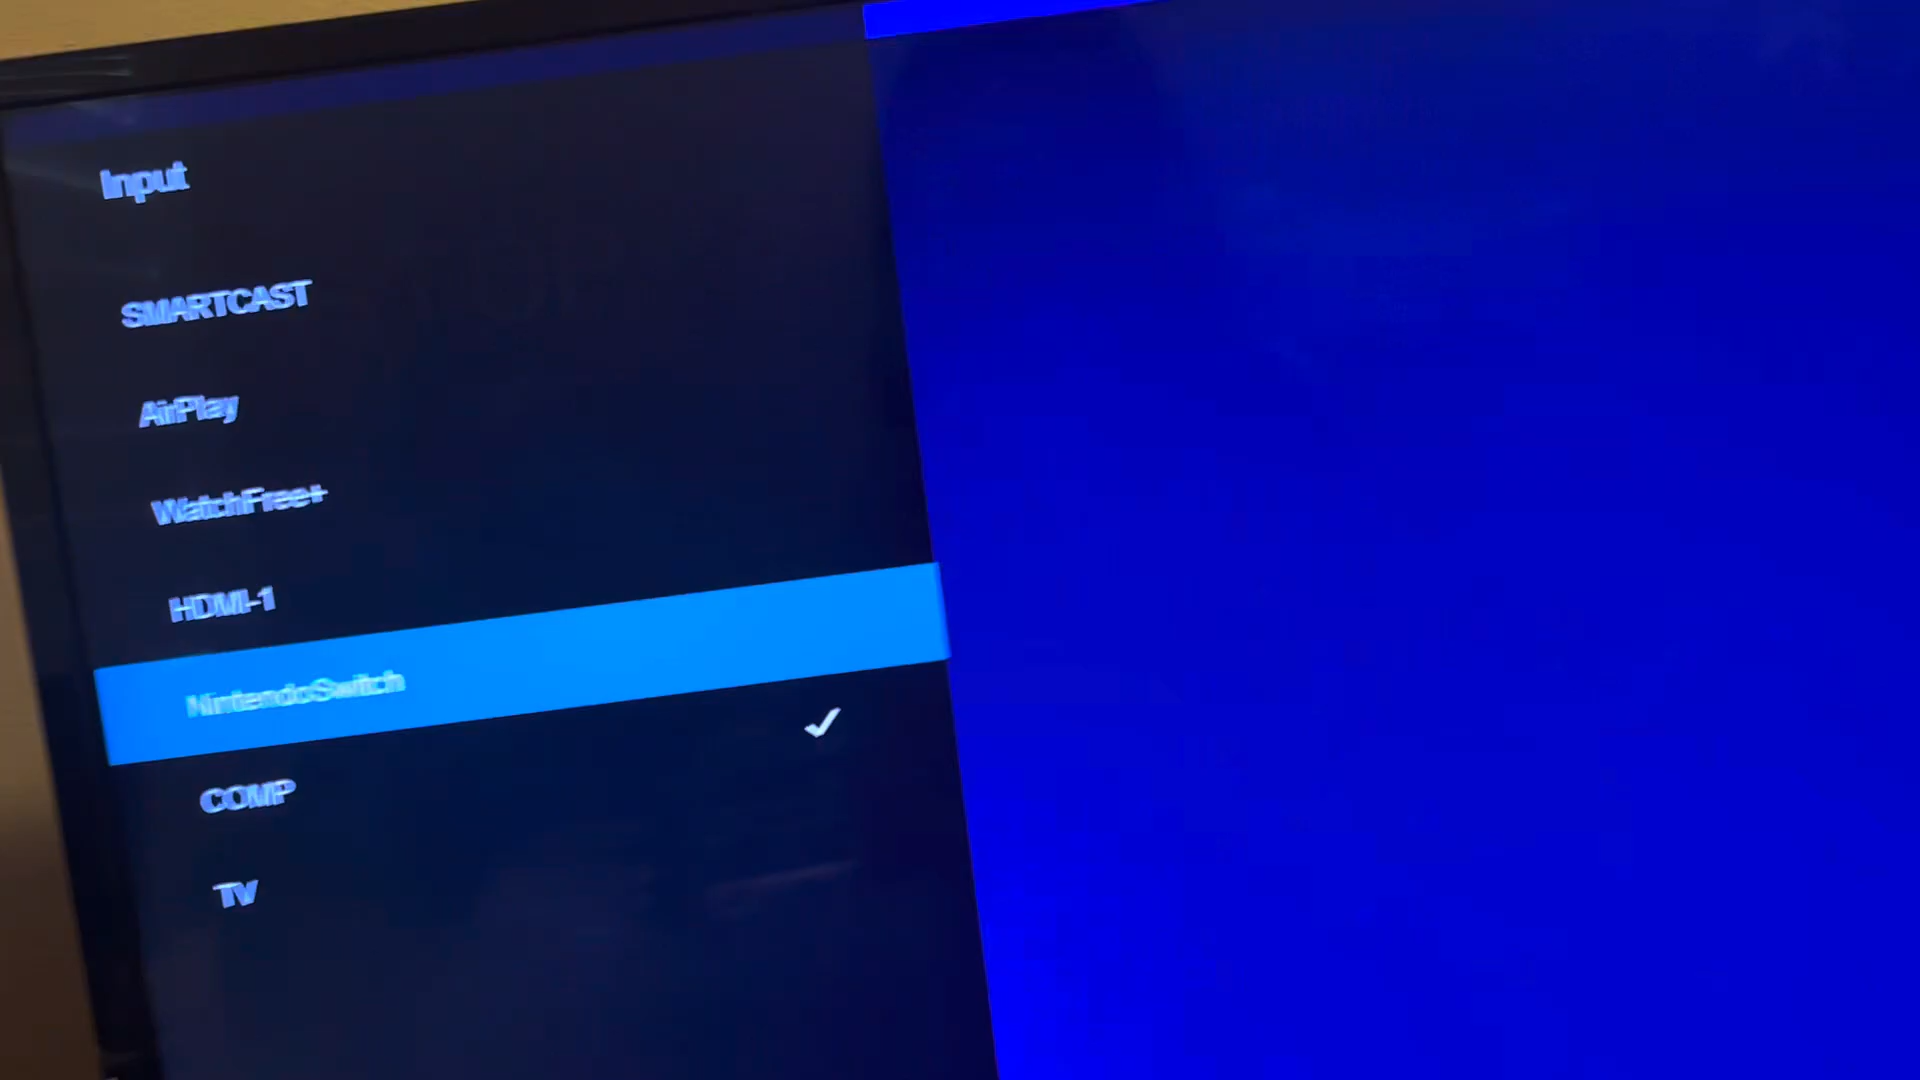 Input
SMARTCAST
AirPlay
WatchFree+
HDMI-1
NintendoSwitch
COMP
TV